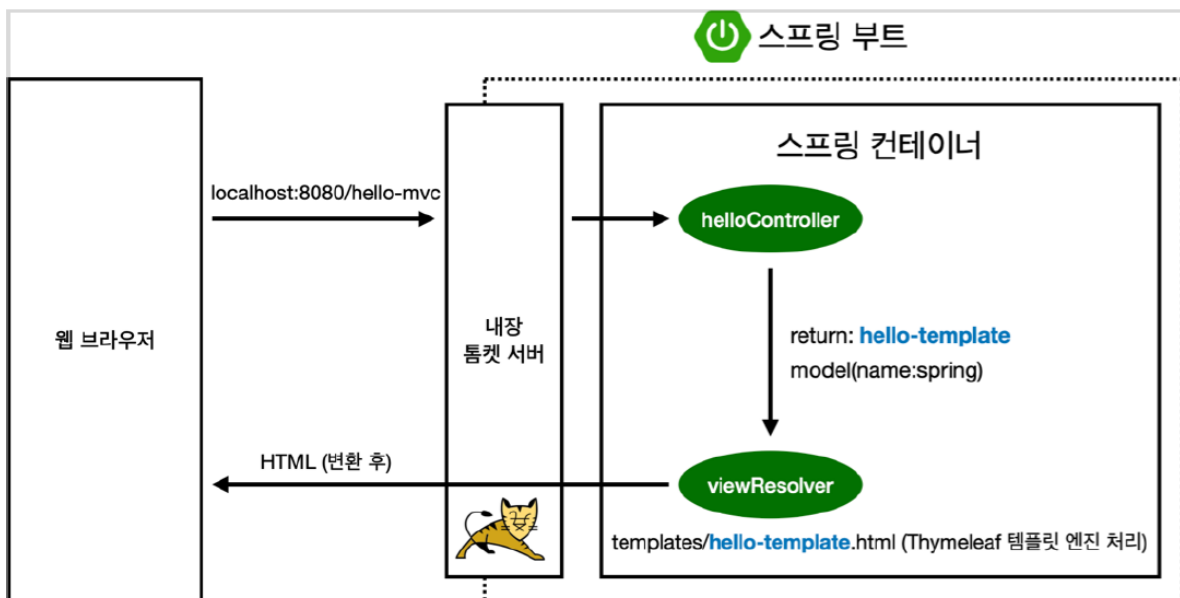 스프링 부트
스프링 컨테이너
localhost:8080/hello-mvc
helloController
웹 브라우저
내장
톰켓 서버
return: hello-template
model(name:spring)
HTML (변환 후)
viewResolver
templates/hello-template.html (Thymeleaf 템플릿 엔진 처리)